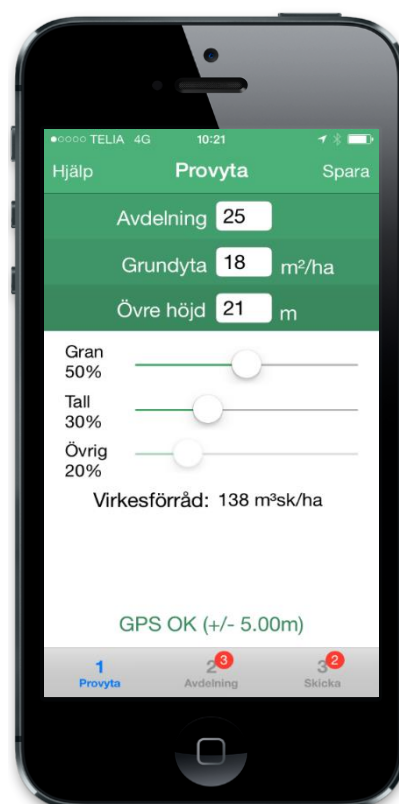 TELIA 4G 10:21
Hjälp Provyta Spara
Avdelning 25
Grundyta 18 m²/ha
Övre höjd 21 m
Gran
50%
Tall
30%
Övrig
20%
Virkesförråd: 138 m³sk/ha
GPS OK (+/- 5.00m)
1 2 3 3 2
Provyta Avdelning Skicka